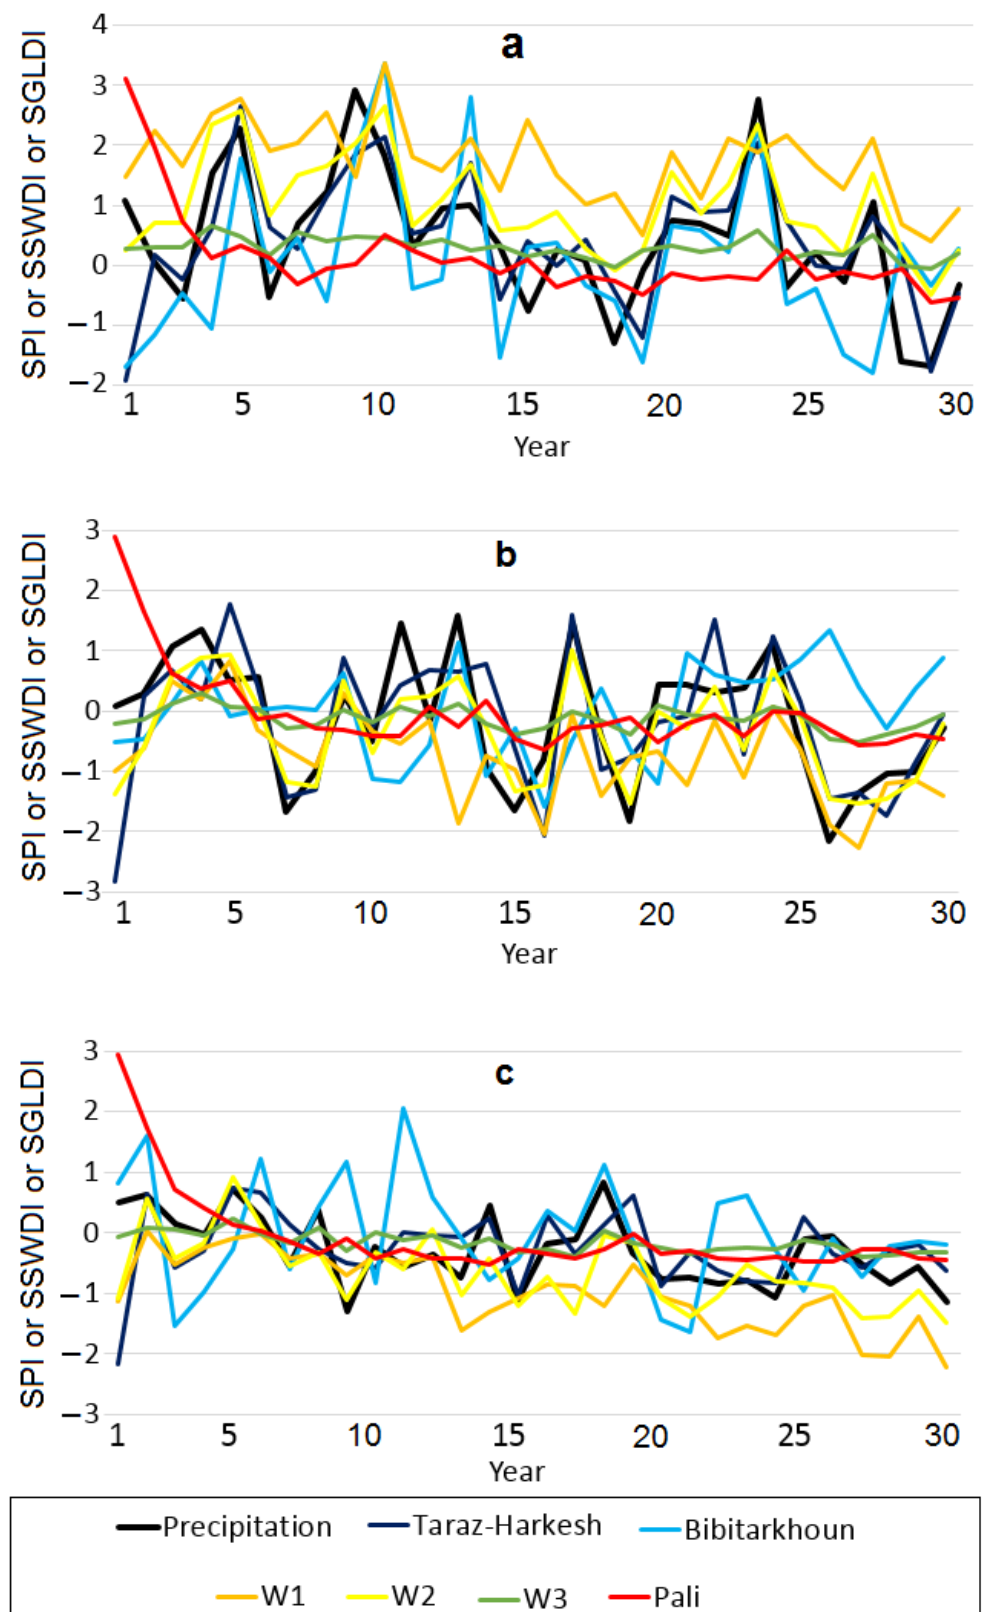 a
SPI or SSWDI or SGLDI
4
3
2
1
0
−1
−2
1 5 10 15 20 25 30
Year
b
SPI or SSWDI or SGLDI
3
2
1
0
−1
−2
−3
1 5 10 15 20 25 30
Year
c
SPI or SSWDI or SGLDI
3
2
1
0
−1
−2
−3
1 5 10 15 20 25 30
Year
Precipitation Taraz-Harkesh Bibitarkhoun
W1 W2 W3 Pali